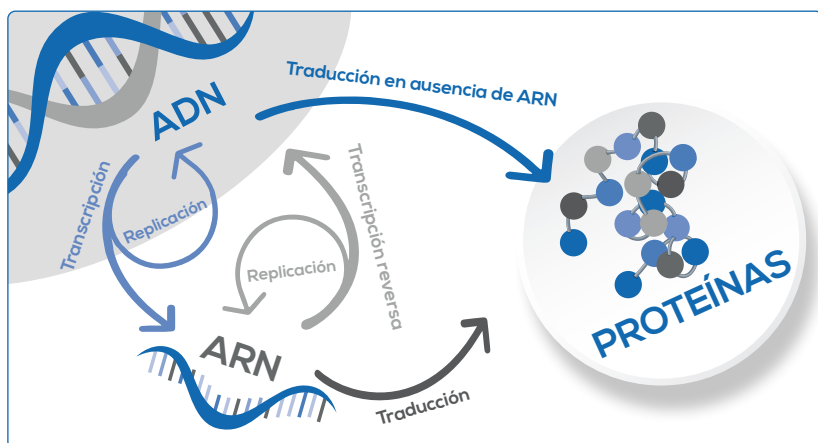 Traducción en ausencia de ARN
ADN
Transcripción
Replicación
Transcripción reversa
Replicación
PROTEÍNAS
ARN
Traducción